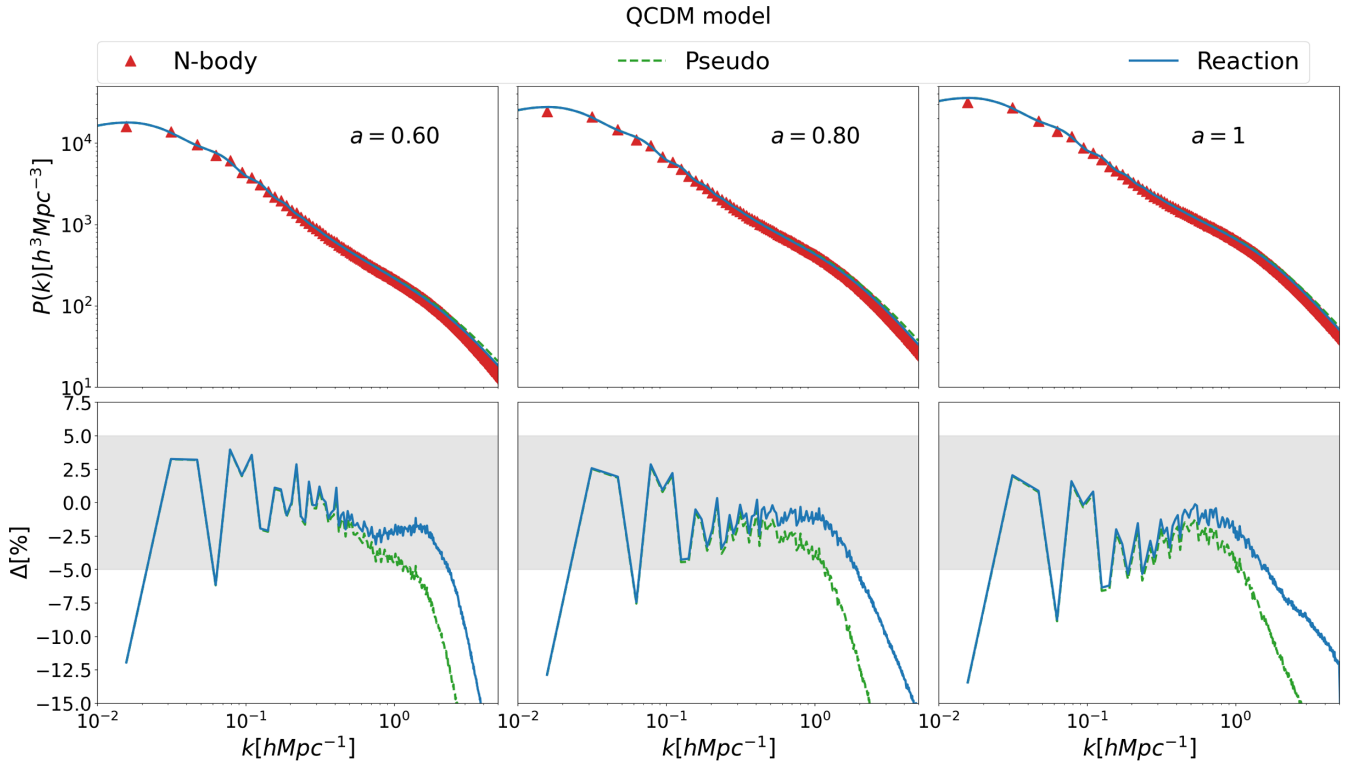 QCDM model
N-body Pseudo Reaction
P(k)[h³Mpc⁻³]
10⁴
10³
10²
10¹
a = 0.60
a = 0.80
a = 1
Δ[%]
7.5
5.0
2.5
0.0
−2.5
−5.0
−7.5
−10.0
−12.5
−15.0
10⁻² 10⁻¹ 10⁰ 10⁻² 10⁻¹ 10⁰ 10⁻² 10⁻¹ 10⁰
k[hMpc⁻¹] k[hMpc⁻¹] k[hMpc⁻¹]